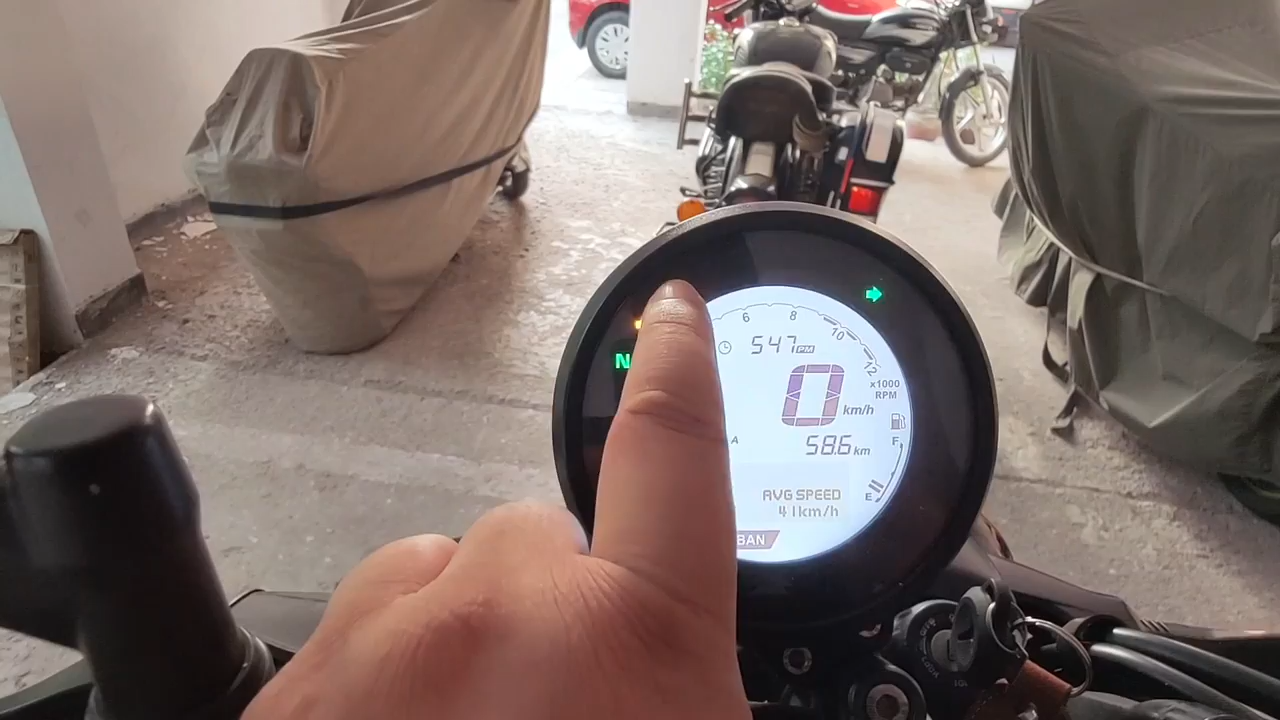 6 8 10 12
547 PM
x1000
RPM
N
0 km/h
A
58.6 km
F
AVG SPEED
41km/h
E
BAN